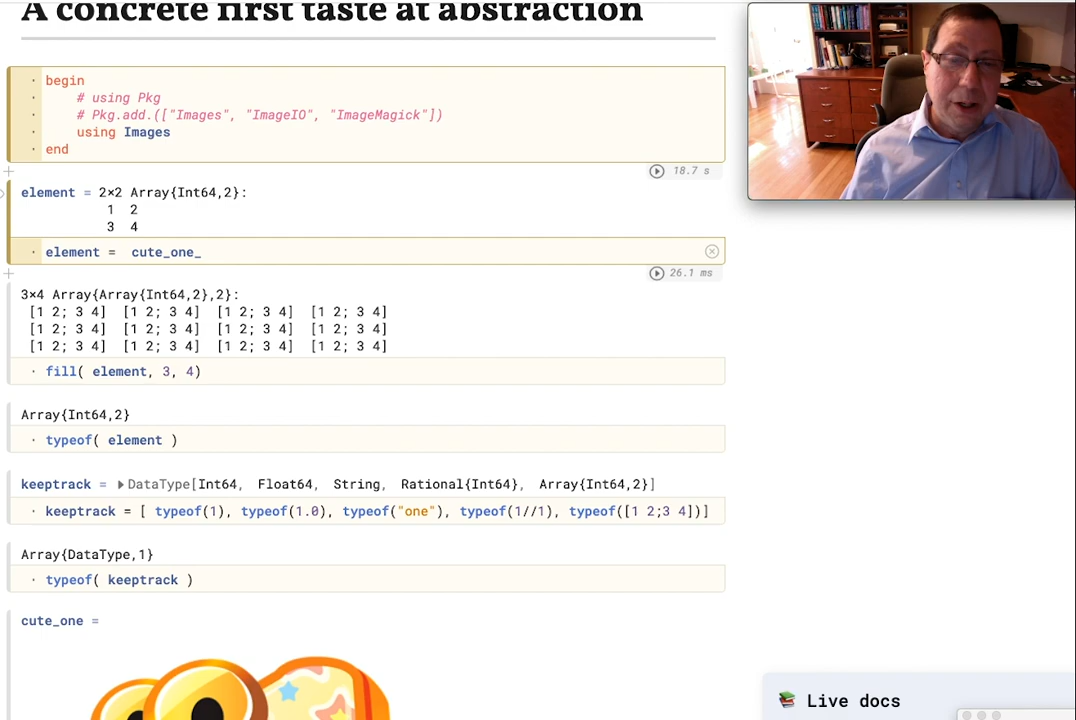 A concrete first taste at abstraction
begin
# using Pkg
# Pkg.add.(["Images", "ImageIO", "ImageMagick"])
using Images
end
18.7 s
element = 2×2 Array{Int64,2}:
1 2
3 4
element = cute_one_
26.1 ms
3×4 Array{Array{Int64,2},2}:
[1 2; 3 4] [1 2; 3 4] [1 2; 3 4] [1 2; 3 4]
[1 2; 3 4] [1 2; 3 4] [1 2; 3 4] [1 2; 3 4]
[1 2; 3 4] [1 2; 3 4] [1 2; 3 4] [1 2; 3 4]
fill( element, 3, 4)
Array{Int64,2}
typeof( element )
keeptrack = DataType[Int64, Float64, String, Rational{Int64}, Array{Int64,2}]
keeptrack = [ typeof(1), typeof(1.0), typeof("one"), typeof(1//1), typeof([1 2;3 4])]
Array{DataType,1}
typeof( keeptrack )
cute_one =
Live docs